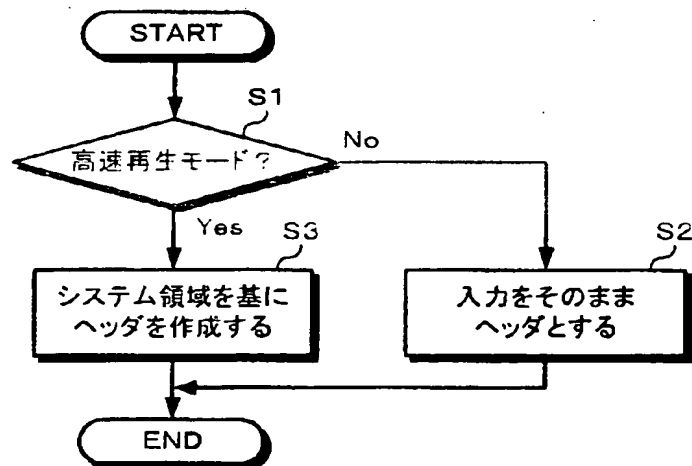 START
S1
高速再生モード?
No
Yes
S3
S2
システム領域を基に
ヘッダを作成する
入力をそのまま
ヘッダとする
END